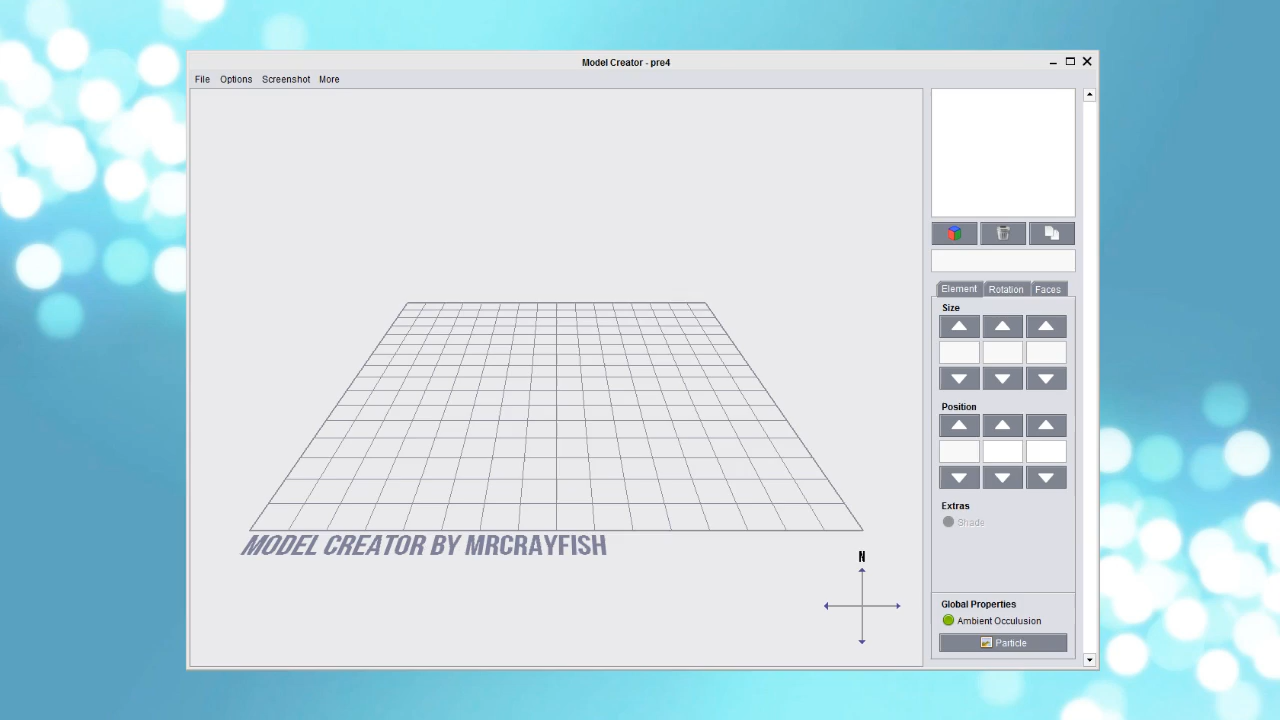 Model Creator - pre4
File Options Screenshot More
Element Rotation Faces
Size
Position
Extras
Shade
MODEL CREATOR BY MRCRAYFISH
N
Global Properties
Ambient Occulusion
Particle